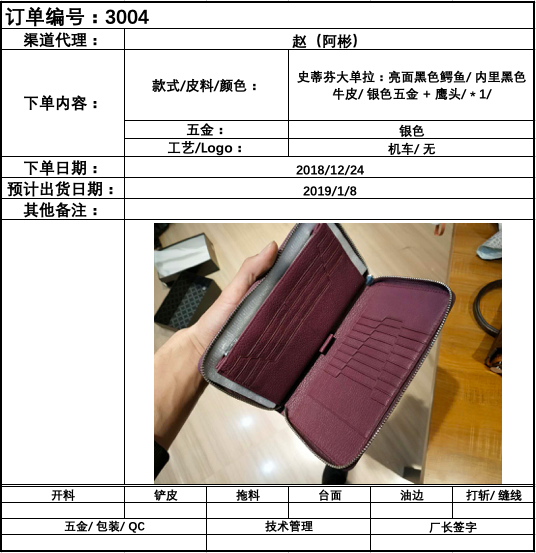 订单编号：3004
渠道代理：
赵（阿彬）
下单内容：
款式/皮料/颜色：
史蒂芬大单拉：亮面黑色鳄鱼/ 内里黑色
牛皮/ 银色五金 + 鹰头/ * 1/
五金：
银色
工艺/Logo：
机车/ 无
下单日期：
2018/12/24
预计出货日期：
2019/1/8
其他备注：
开料
铲皮
拖料
台面
油边
打斩/ 缝线
五金/ 包装/ QC
技术管理
厂长签字